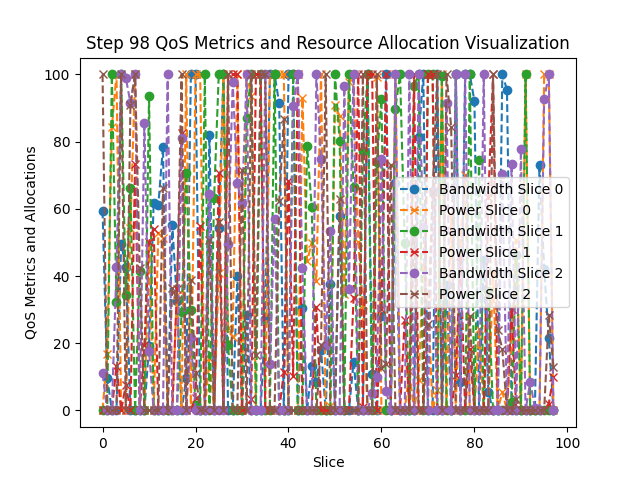 Step 98 QoS Metrics and Resource Allocation Visualization
100
80
60
40
20
0
QoS Metrics and Allocations
Bandwidth Slice 0
Power Slice 0
Bandwidth Slice 1
Power Slice 1
Bandwidth Slice 2
Power Slice 2
0 20 40 60 80 100
Slice